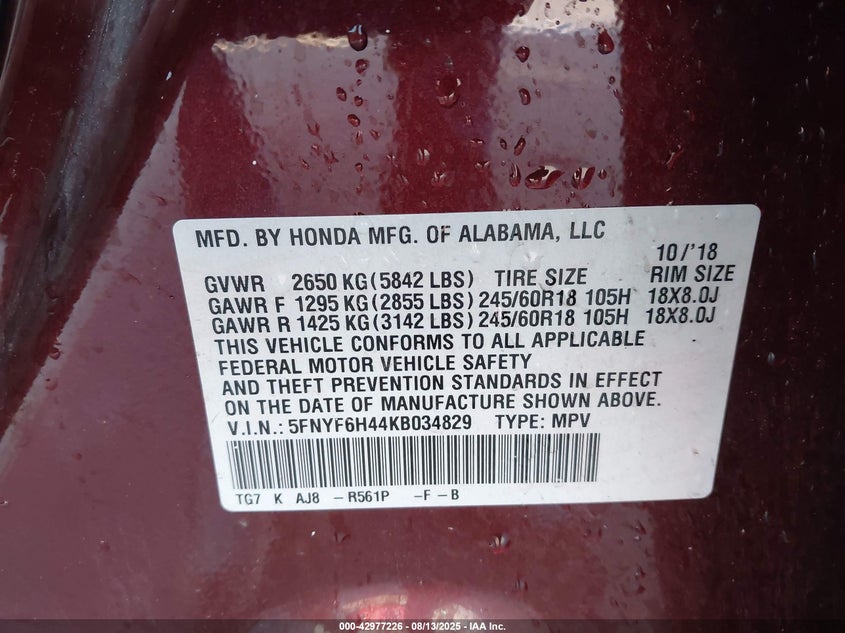 MFD. BY HONDA MFG. OF ALABAMA, LLC
10/'18
GVWR 2650 KG (5842 LBS) TIRE SIZE RIM SIZE
GAWR F 1295 KG (2855 LBS) 245/60R18 105H 18X8.0J
GAWR R 1425 KG (3142 LBS) 245/60R18 105H 18X8.0J
THIS VEHICLE CONFORMS TO ALL APPLICABLE
FEDERAL MOTOR VEHICLE SAFETY
AND THEFT PREVENTION STANDARDS IN EFFECT
ON THE DATE OF MANUFACTURE SHOWN ABOVE.
V.I.N.: 5FNYF6H44KB034829 TYPE: MPV
TG7 K AJ8 - R561P - F - B
000-42977226 - 08/13/2025 - IAA Inc.